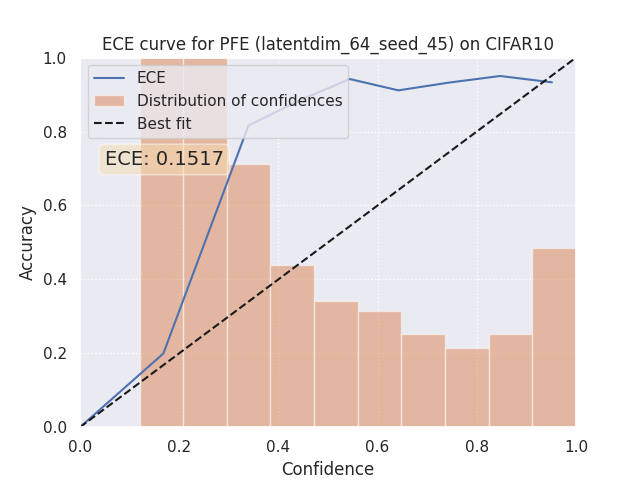 ECE curve for PFE (latentdim_64_seed_45) on CIFAR10
1.0
0.8
0.6
0.4
0.2
0.0
Accuracy
ECE
Distribution of confidences
Best fit
ECE: 0.1517
0.0 0.2 0.4 0.6 0.8 1.0
Confidence